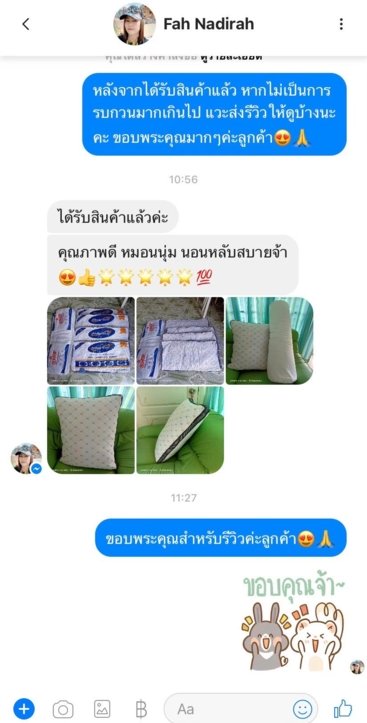 Fah Nadirah
หลังจากได้รับสินค้าแล้ว หากไม่เป็นการ
รบกวนมากเกินไป แวะส่งรีวิว ให้ดูบ้างนะ
คะ ขอบพระคุณมากๆค่ะลูกค้า😍🙏
10:56
ได้รับสินค้าแล้วค่ะ
คุณภาพดี หมอนนุ่ม นอนหลับสบายจ้า
😍👍🌟🌟🌟🌟🌟💯
11:27
ขอบพระคุณสำหรับรีวิวค่ะลูกค้า😍🙏
ขอบคุณจ้า~
Aa